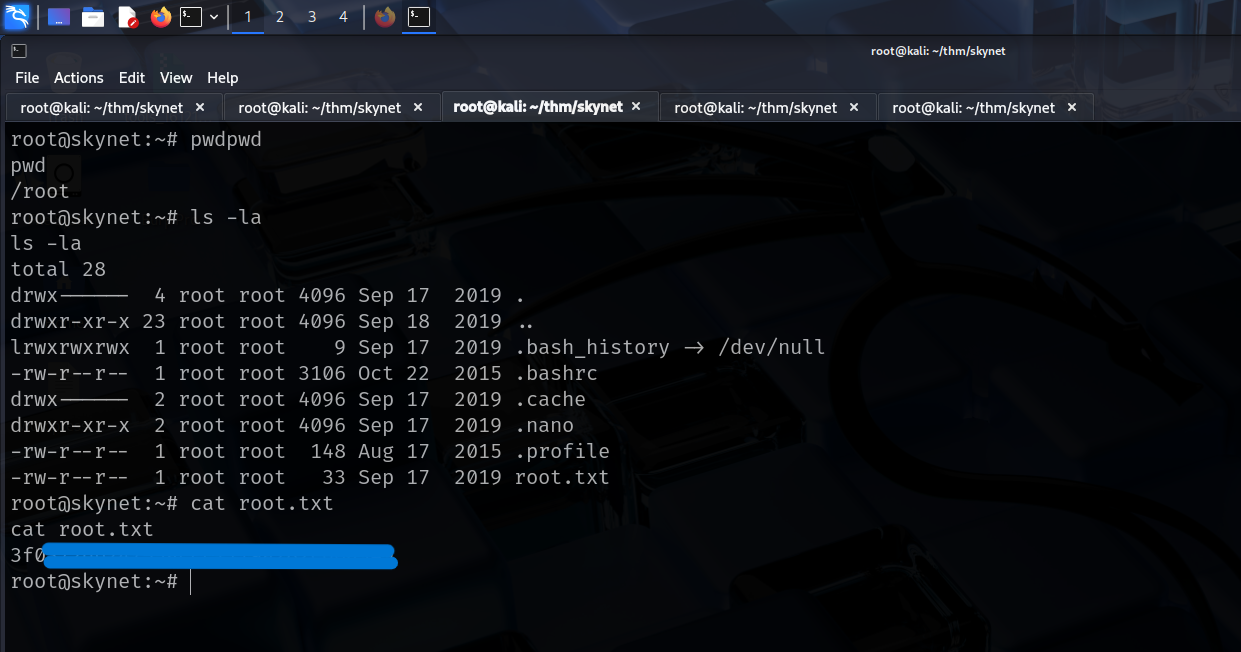 1 2 3 4
root@kali: ~/thm/skynet
File Actions Edit View Help
root@kali: ~/thm/skynet × root@kali: ~/thm/skynet × root@kali: ~/thm/skynet × root@kali: ~/thm/skynet × root@kali: ~/thm/skynet ×
root@skynet:~# pwdpwd
pwd
/root
root@skynet:~# ls -la
ls -la
total 28
drwx------  4 root root 4096 Sep 17  2019 .
drwxr-xr-x 23 root root 4096 Sep 18  2019 ..
lrwxrwxrwx  1 root root    9 Sep 17  2019 .bash_history -> /dev/null
-rw-r--r--  1 root root 3106 Oct 22  2015 .bashrc
drwx------  2 root root 4096 Sep 17  2019 .cache
drwxr-xr-x  2 root root 4096 Sep 17  2019 .nano
-rw-r--r--  1 root root  148 Aug 17  2015 .profile
-rw-r--r--  1 root root   33 Sep 17  2019 root.txt
root@skynet:~# cat root.txt
cat root.txt
3f0
root@skynet:~#